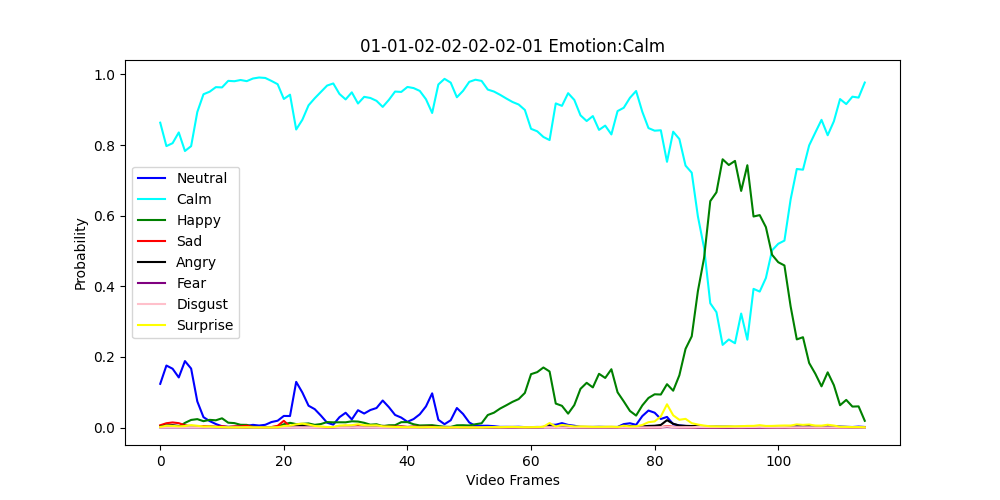 01-01-02-02-02-02-01 Emotion:Calm
1.0
0.8
0.6
0.4
0.2
0.0
Probability
Neutral
Calm
Happy
Sad
Angry
Fear
Disgust
Surprise
0 20 40 60 80 100
Video Frames